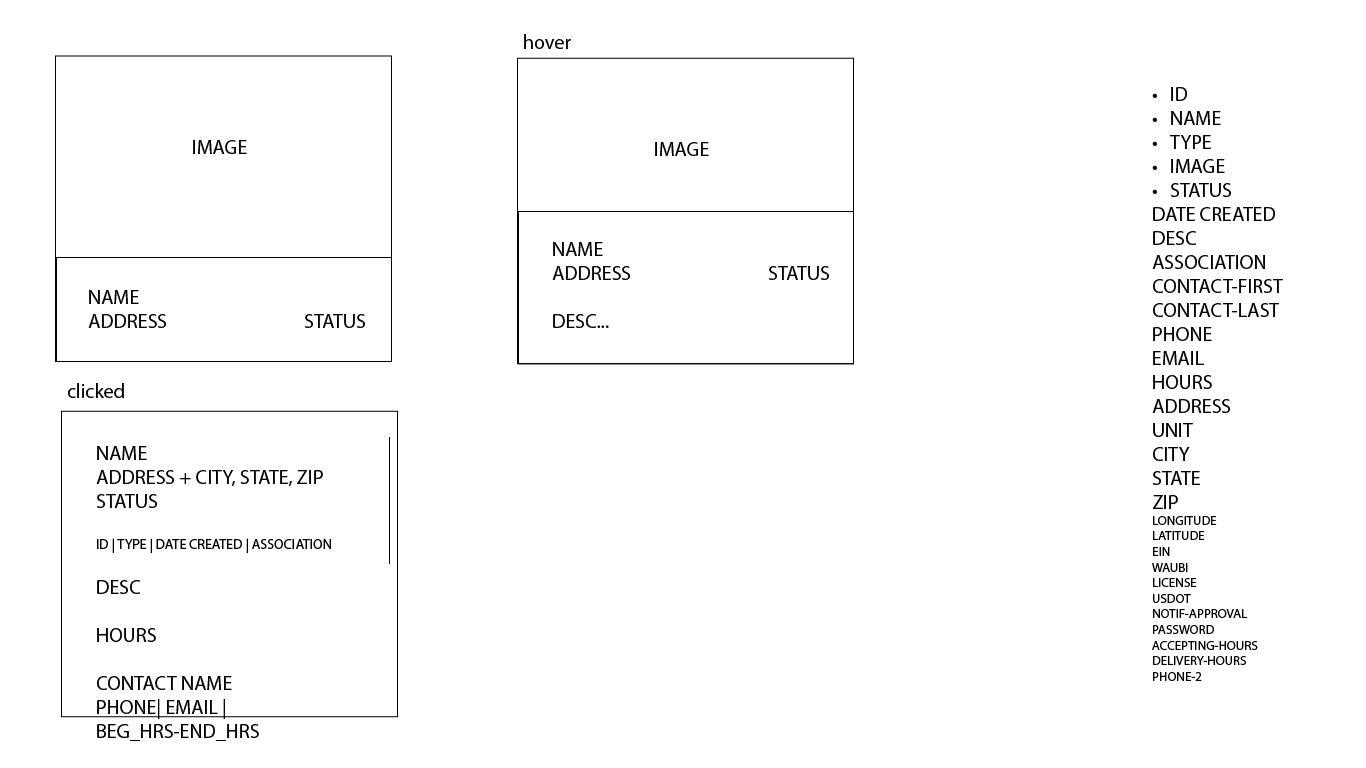 IMAGE
NAME
ADDRESS STATUS
hover
IMAGE
NAME
ADDRESS STATUS
DESC...
clicked
NAME
ADDRESS + CITY, STATE, ZIP
STATUS
ID | TYPE | DATE CREATED | ASSOCIATION
DESC
HOURS
CONTACT NAME
PHONE| EMAIL |
BEG_HRS-END_HRS
• ID
• NAME
• TYPE
• IMAGE
• STATUS
DATE CREATED
DESC
ASSOCIATION
CONTACT-FIRST
CONTACT-LAST
PHONE
EMAIL
HOURS
ADDRESS
UNIT
CITY
STATE
ZIP
LONGITUDE
LATITUDE
EIN
WAUBI
LICENSE
USDOT
NOTIF-APPROVAL
PASSWORD
ACCEPTING-HOURS
DELIVERY-HOURS
PHONE-2